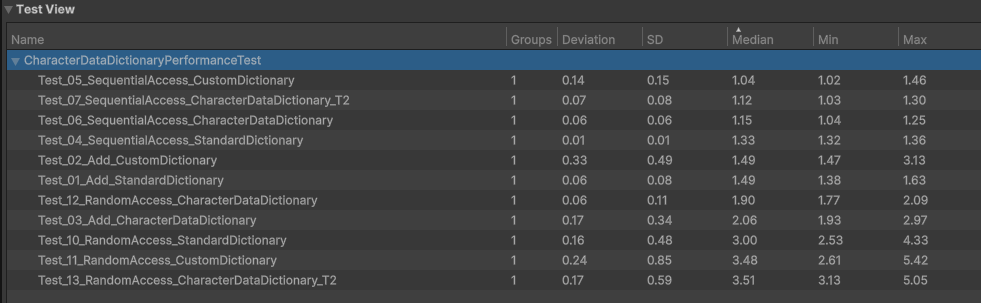 Test View
Name Groups Deviation SD Median Min Max
CharacterDataDictionaryPerformanceTest
Test_05_SequentialAccess_CustomDictionary 1 0.14 0.15 1.04 1.02 1.46
Test_07_SequentialAccess_CharacterDataDictionary_T2 1 0.07 0.08 1.12 1.03 1.30
Test_06_SequentialAccess_CharacterDataDictionary 1 0.06 0.06 1.15 1.04 1.25
Test_04_SequentialAccess_StandardDictionary 1 0.01 0.01 1.33 1.32 1.36
Test_02_Add_CustomDictionary 1 0.33 0.49 1.49 1.47 3.13
Test_01_Add_StandardDictionary 1 0.06 0.08 1.49 1.38 1.63
Test_12_RandomAccess_CharacterDataDictionary 1 0.06 0.11 1.90 1.77 2.09
Test_03_Add_CharacterDataDictionary 1 0.17 0.34 2.06 1.93 2.97
Test_10_RandomAccess_StandardDictionary 1 0.16 0.48 3.00 2.53 4.33
Test_11_RandomAccess_CustomDictionary 1 0.24 0.85 3.48 2.61 5.42
Test_13_RandomAccess_CharacterDataDictionary_T2 1 0.17 0.59 3.51 3.13 5.05